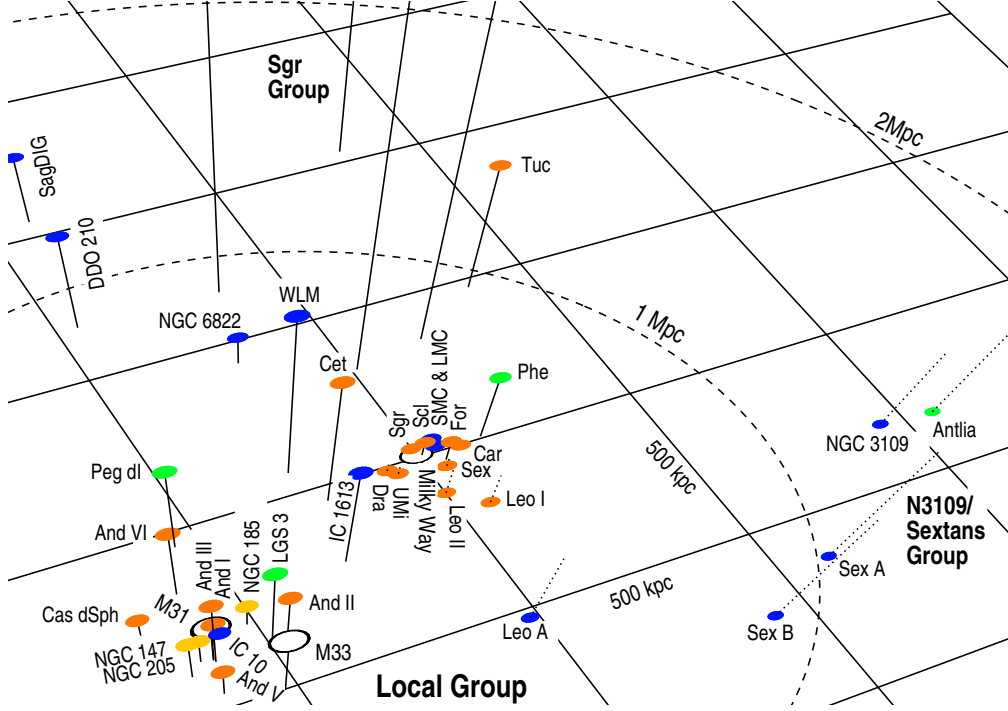 Sgr
Group
2Mpc
SagDIG
Tuc
DDO 210
WLM
NGC 6822
1 Mpc
Cet
Phe
Sgr
Scl
SMC & LMC
For
Car
Sex
Antlia
NGC 3109
500 kpc
Peg dI
Dra
UMi
Milky Way
Leo II
Leo I
IC 1613
N3109/
Sextans
Group
And VI
And III
And I
NGC 185
LGS 3
Sex A
500 kpc
Cas dSph
M31
And II
Leo A
Sex B
NGC 147
NGC 205
IC 10
M33
And V
Local Group